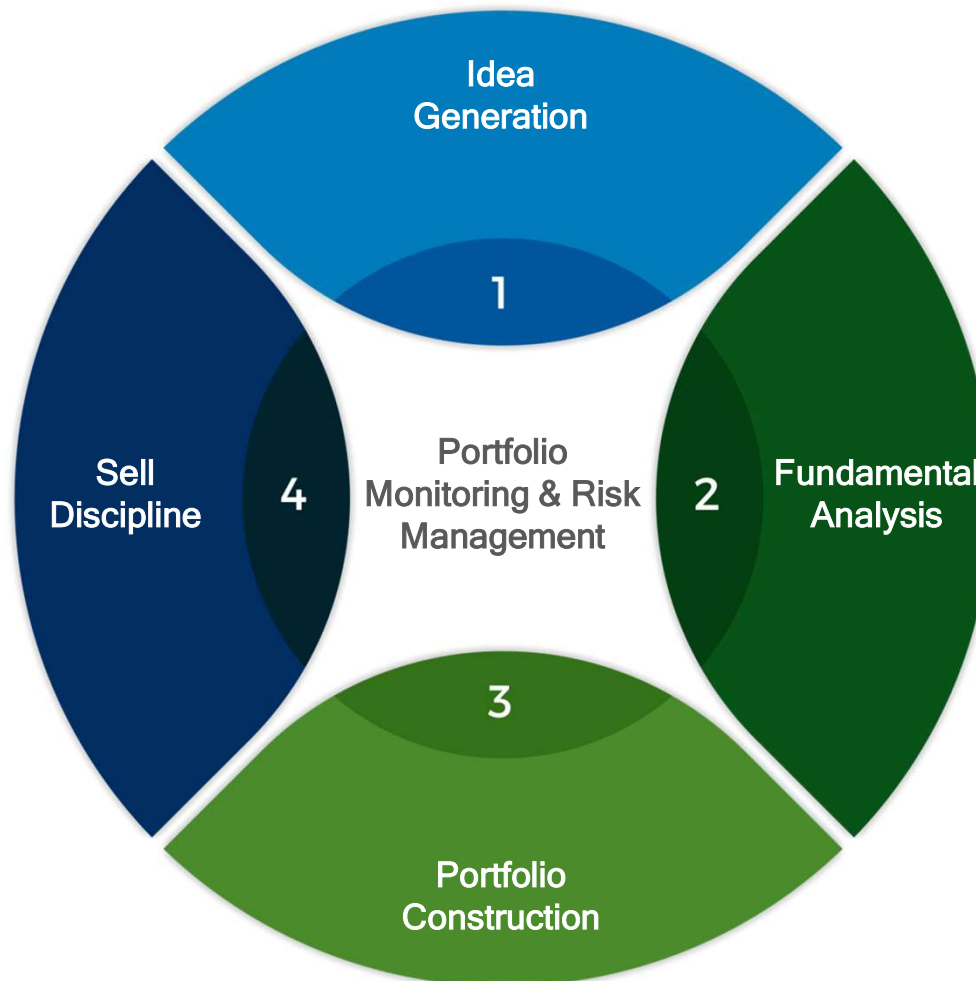 Idea
Generation
1
Sell
Discipline
4
Portfolio
Monitoring & Risk
Management
2
Fundamental
Analysis
3
Portfolio
Construction